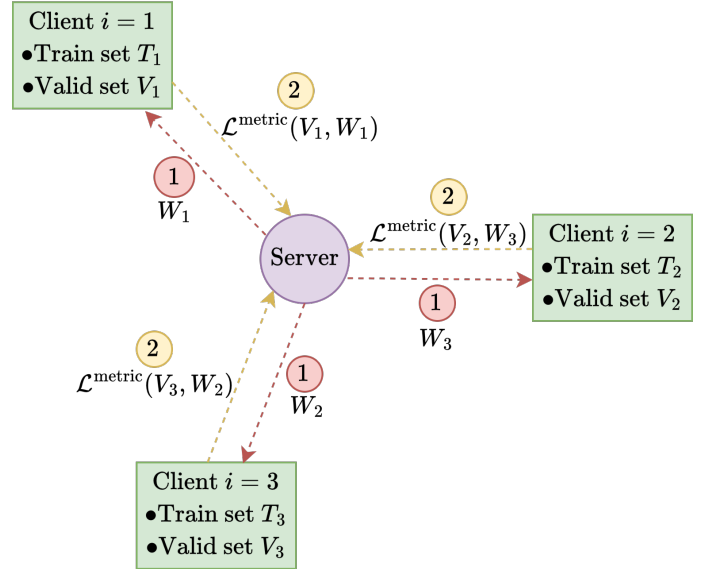 Client i = 1
●Train set T₁
●Valid set V₁
2
ℒᵐᵉᵗʳⁱᶜ(V₁, W₁)
1
W₁
2
ℒᵐᵉᵗʳⁱᶜ(V₂, W₃)
Client i = 2
●Train set T₂
●Valid set V₂
Server
1
W₃
2
ℒᵐᵉᵗʳⁱᶜ(V₃, W₂)
1
W₂
Client i = 3
●Train set T₃
●Valid set V₃